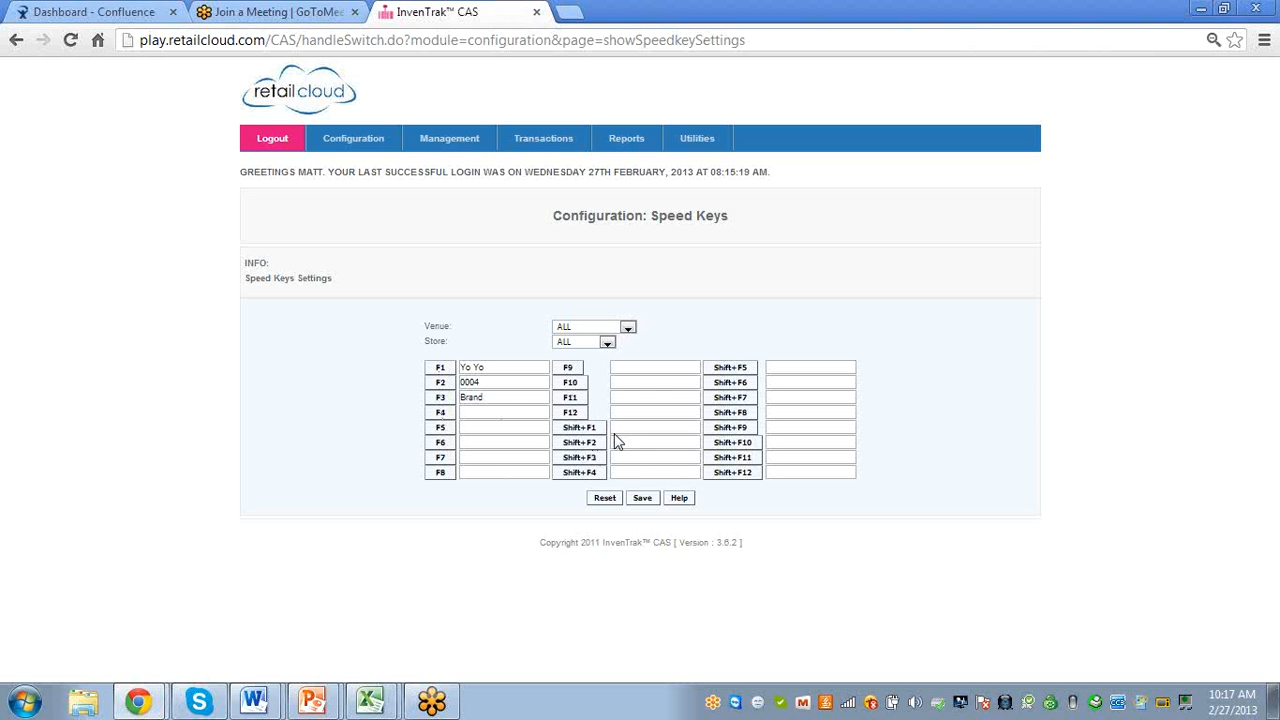 Dashboard - Confluence
Join a Meeting | GoToMee
InvenTrak™ CAS
play.retailcloud.com/CAS/handleSwitch.do?module=configuration&page=showSpeedkeySettings
retailcloud
Logout Configuration Management Transactions Reports Utilities
GREETINGS MATT. YOUR LAST SUCCESSFUL LOGIN WAS ON WEDNESDAY 27TH FEBRUARY, 2013 AT 08:15:19 AM.
Configuration: Speed Keys
INFO:
Speed Keys Settings
Venue: ALL
Store: ALL
F1 Yo Yo F9 Shift+F5
F2 0004 F10 Shift+F6
F3 Brand F11 Shift+F7
F4 F12 Shift+F8
F5 Shift+F1 Shift+F9
F6 Shift+F2 Shift+F10
F7 Shift+F3 Shift+F11
F8 Shift+F4 Shift+F12
Reset Save Help
Copyright 2011 InvenTrak™ CAS [ Version : 3.6.2 ]
10:17 AM
2/27/2013